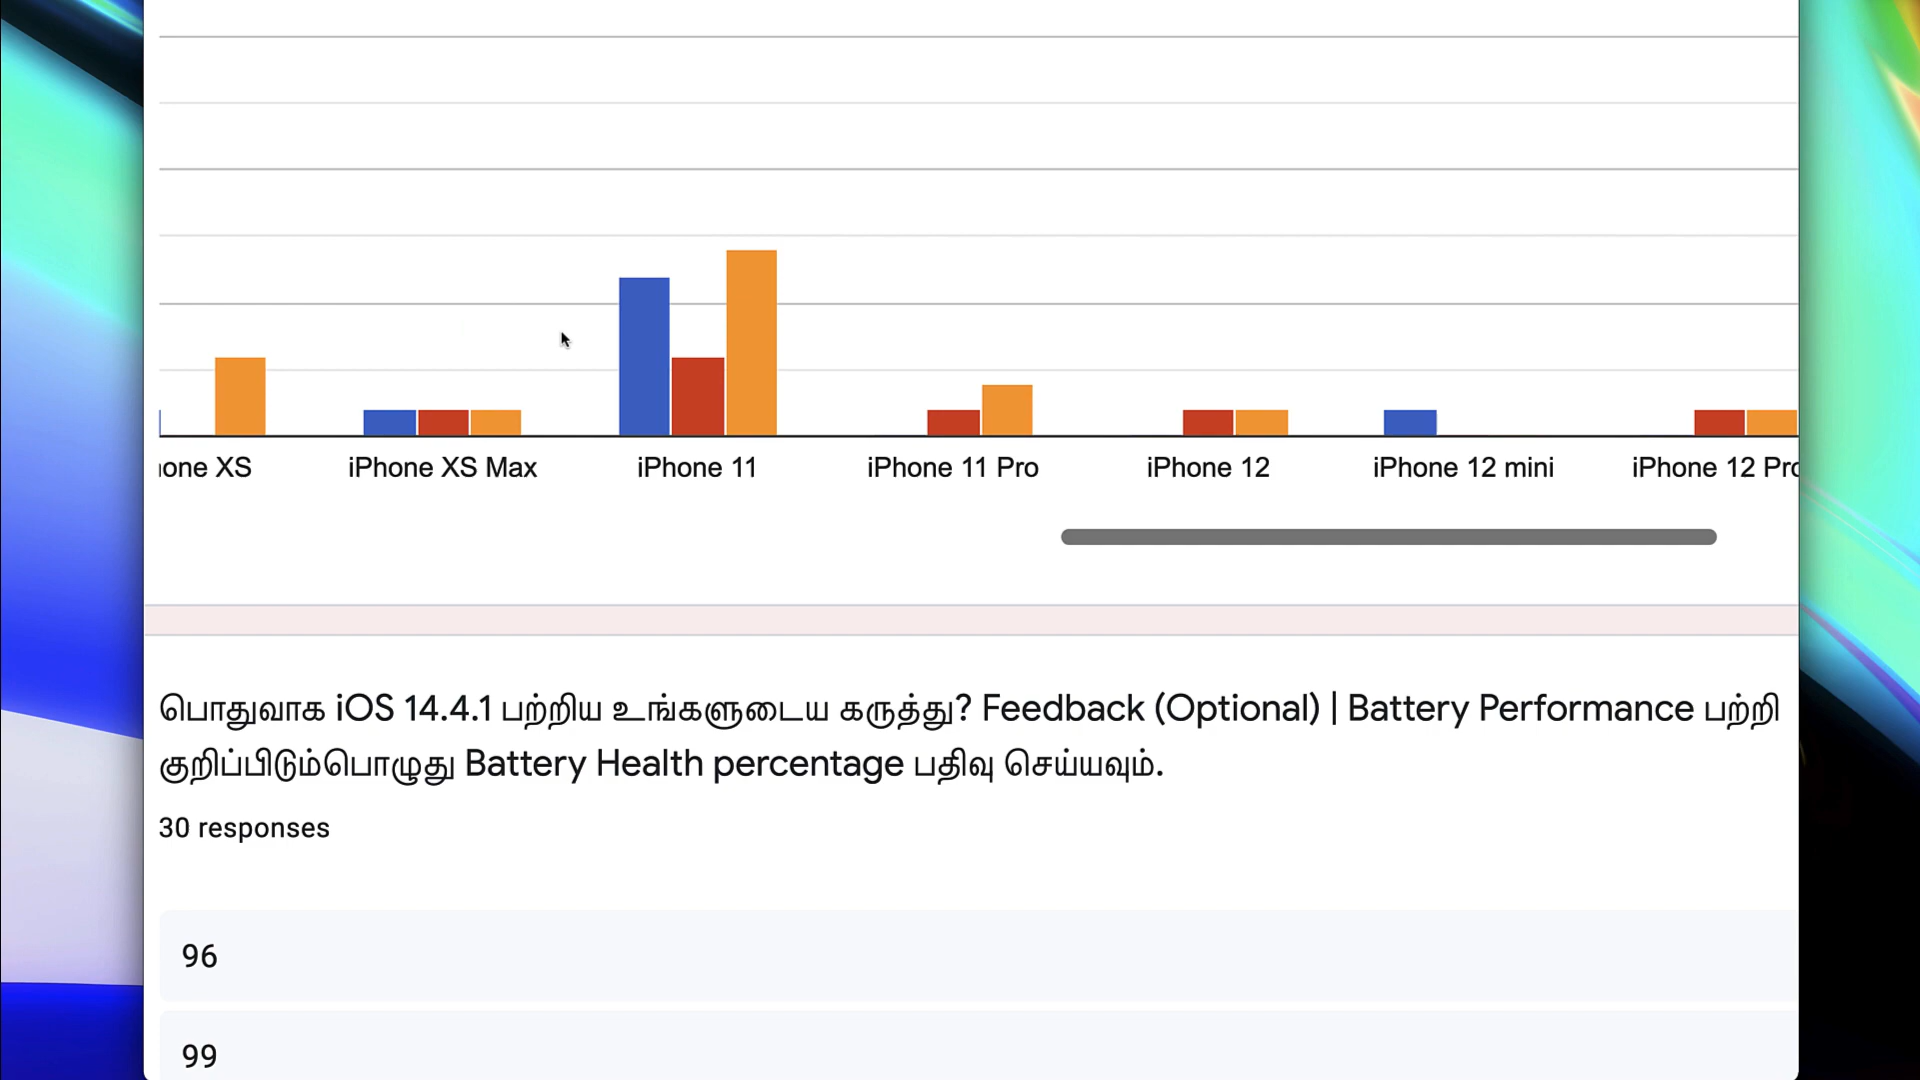 one XS iPhone XS Max iPhone 11 iPhone 11 Pro iPhone 12 iPhone 12 mini iPhone 12 Pro
பொதுவாக iOS 14.4.1 பற்றிய உங்களுடைய கருத்து? Feedback (Optional) | Battery Performance பற்றி
குறிப்பிடும்பொழுது Battery Health percentage பதிவு செய்யவும்.
30 responses
96
99